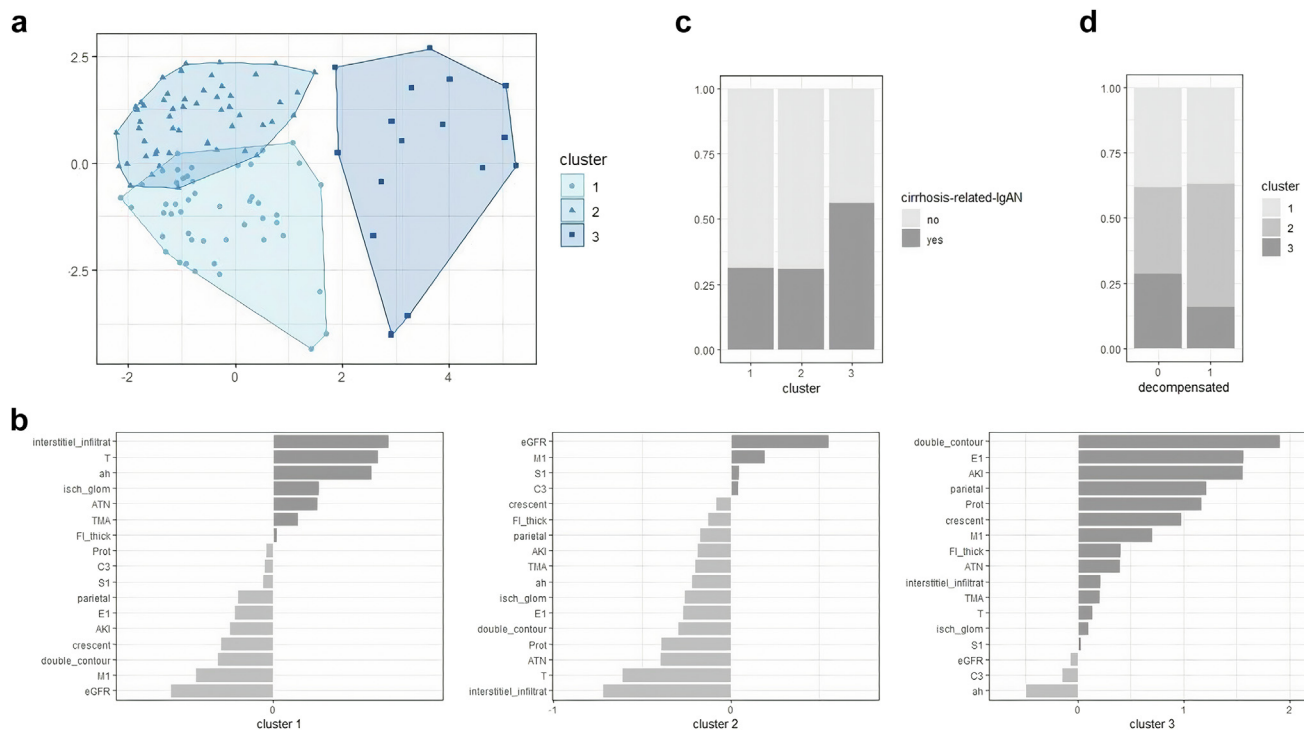 a
2.5
0.0
-2.5
-2
0
2
4
cluster
1
2
3
c
1.00
0.75
0.50
0.25
0.00
1
2
3
cluster
cirrhosis-related-IgAN
no
yes
d
1.00
0.75
0.50
0.25
0.00
0
1
decompensated
cluster
1
2
3
b
interstitiel_infiltrat
T
ah
isch_glom
ATN
TMA
Fl_thick
Prot
C3
S1
parietal
E1
AKI
crescent
double_contour
M1
eGFR
0
cluster 1
eGFR
M1
S1
C3
crescent
Fl_thick
parietal
AKI
TMA
ah
isch_glom
E1
double_contour
Prot
ATN
T
interstitiel_infiltrat
-1
0
cluster 2
double_contour
E1
AKI
parietal
Prot
crescent
M1
Fl_thick
ATN
interstitiel_infiltrat
TMA
T
isch_glom
S1
eGFR
C3
ah
0
1
2
cluster 3